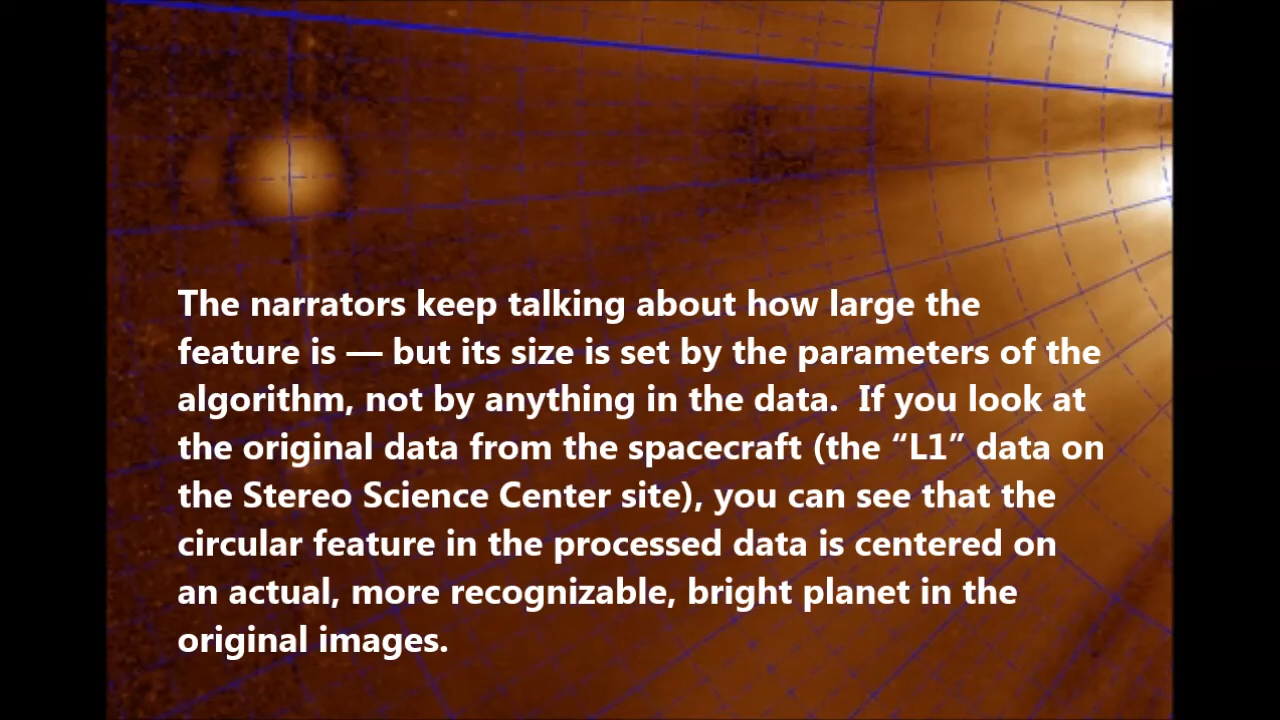 The narrators keep talking about how large the
feature is — but its size is set by the parameters of the
algorithm, not by anything in the data.  If you look at
the original data from the spacecraft (the “L1” data on
the Stereo Science Center site), you can see that the
circular feature in the processed data is centered on
an actual, more recognizable, bright planet in the
original images.